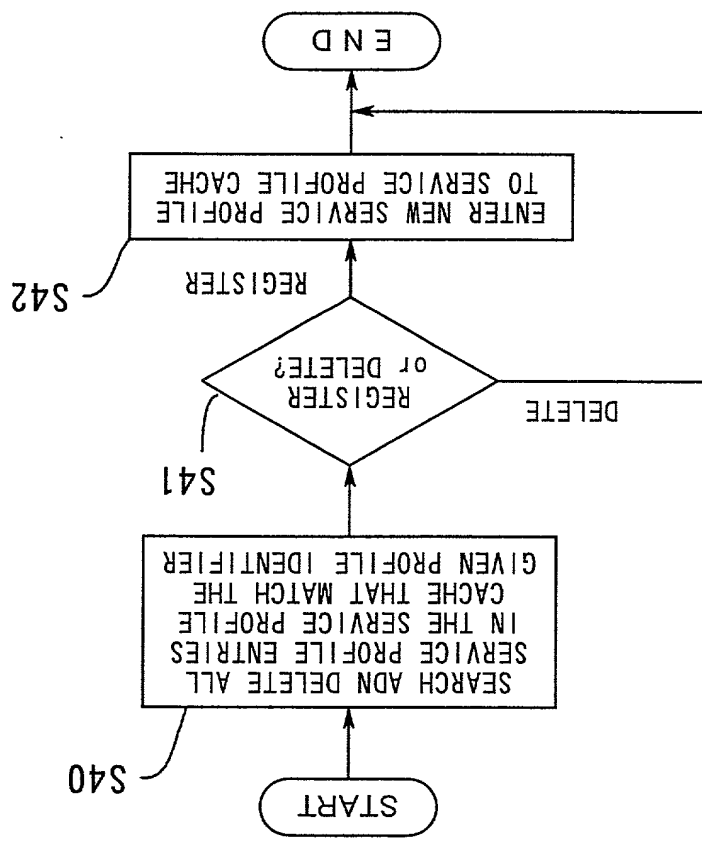 START
S40
SEARCH ADN DELETE ALL
SERVICE PROFILE ENTRIES
IN THE SERVICE PROFILE
CACHE THAT MATCH THE
GIVEN PROFILE IDENTIFIER
S41
REGISTER
or DELETE?
DELETE
REGISTER
S42
ENTER NEW SERVICE PROFILE
TO SERVICE PROFILE CACHE
END